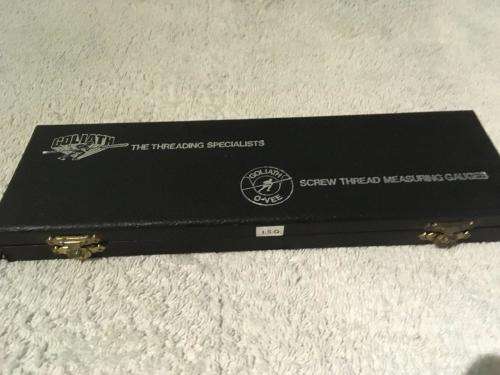 GOLIATH
THE THREADING SPECIALISTS
GOLIATH
O-VEE
SCREW THREAD MEASURING GAUGES
I.S.O.